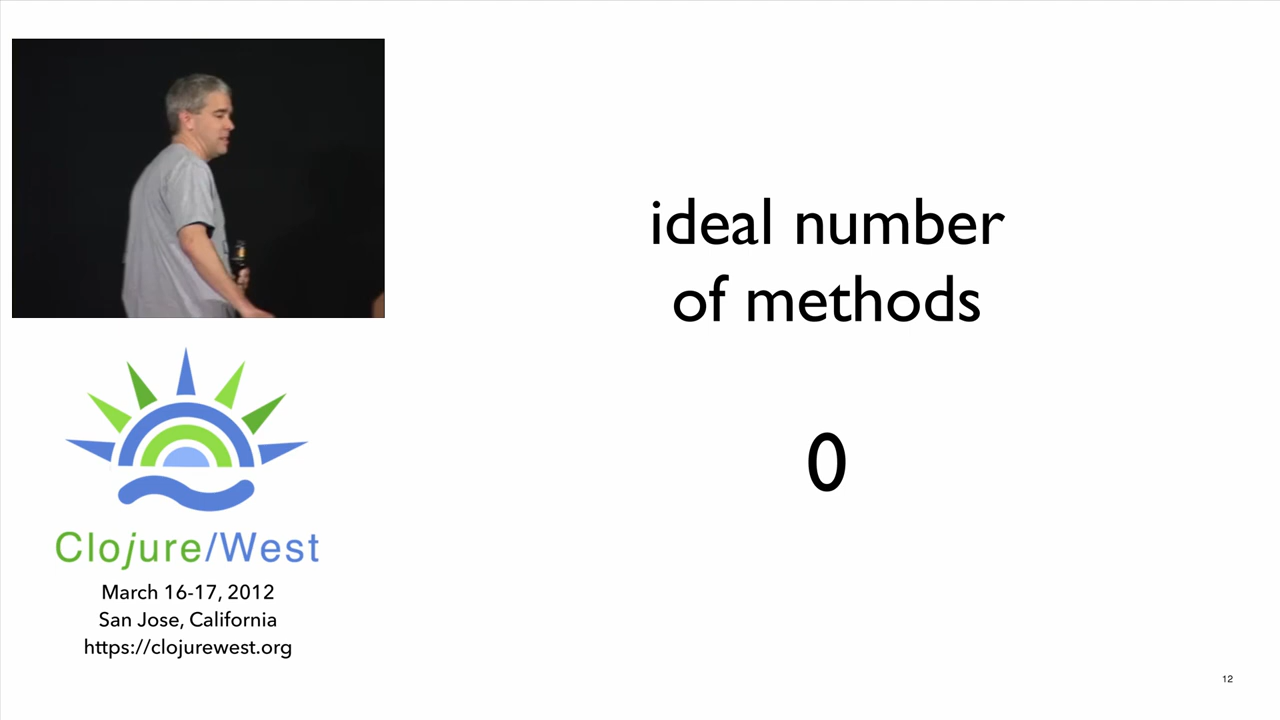 ideal number
of methods
0
Clojure/West
March 16-17, 2012
San Jose, California
https://clojurewest.org
12